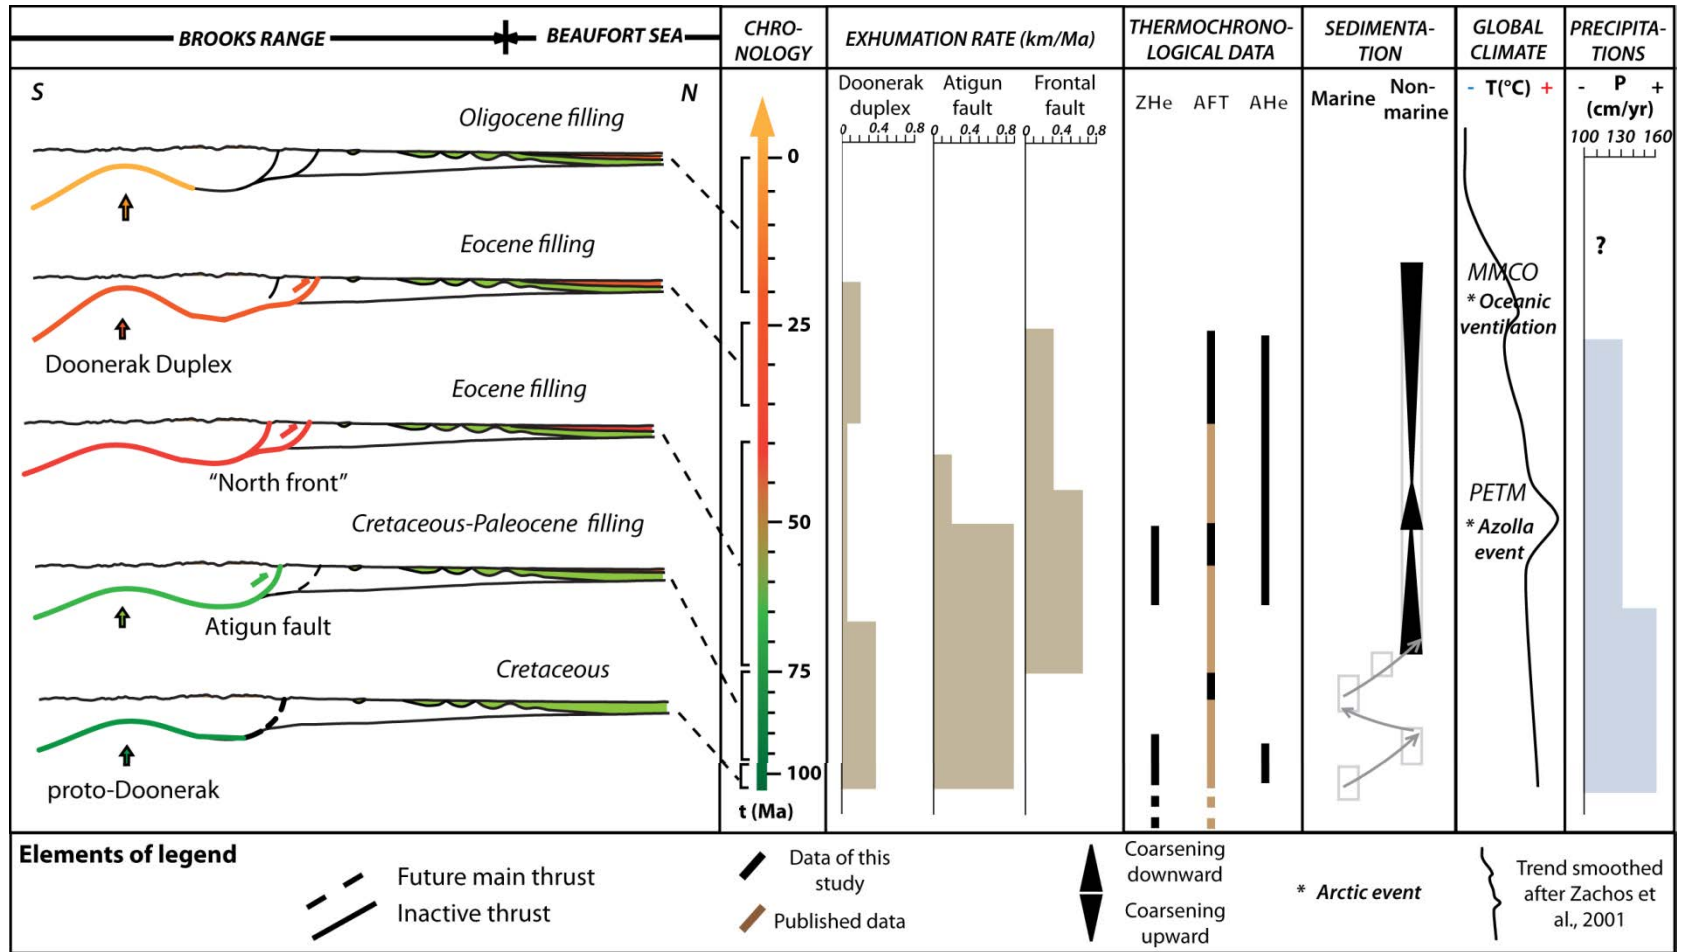 BROOKS RANGE
BEAUFORT SEA
CHRO-
NOLOGY
EXHUMATION RATE (km/Ma)
THERMOCHRONO-
LOGICAL DATA
SEDIMENTA-
TION
GLOBAL
CLIMATE
PRECIPITA-
TIONS
S
N
Oligocene filling
Eocene filling
Doonerak Duplex
Eocene filling
"North front"
Cretaceous-Paleocene filling
Atigun fault
Cretaceous
proto-Doonerak
0
25
50
75
100
t (Ma)
Doonerak
duplex
0 0.4 0.8
Atigun
fault
0 0.4 0.8
Frontal
fault
0 0.4 0.8
ZHe AFT AHe
Marine
Non-
marine
- T(°C) +
MMCO
* Oceanic
ventilation
PETM
* Azolla
event
- P +
(cm/yr)
100 130 160
?
Elements of legend
Future main thrust
Inactive thrust
Data of this
study
Published data
Coarsening
downward
Coarsening
upward
* Arctic event
Trend smoothed
after Zachos et
al., 2001